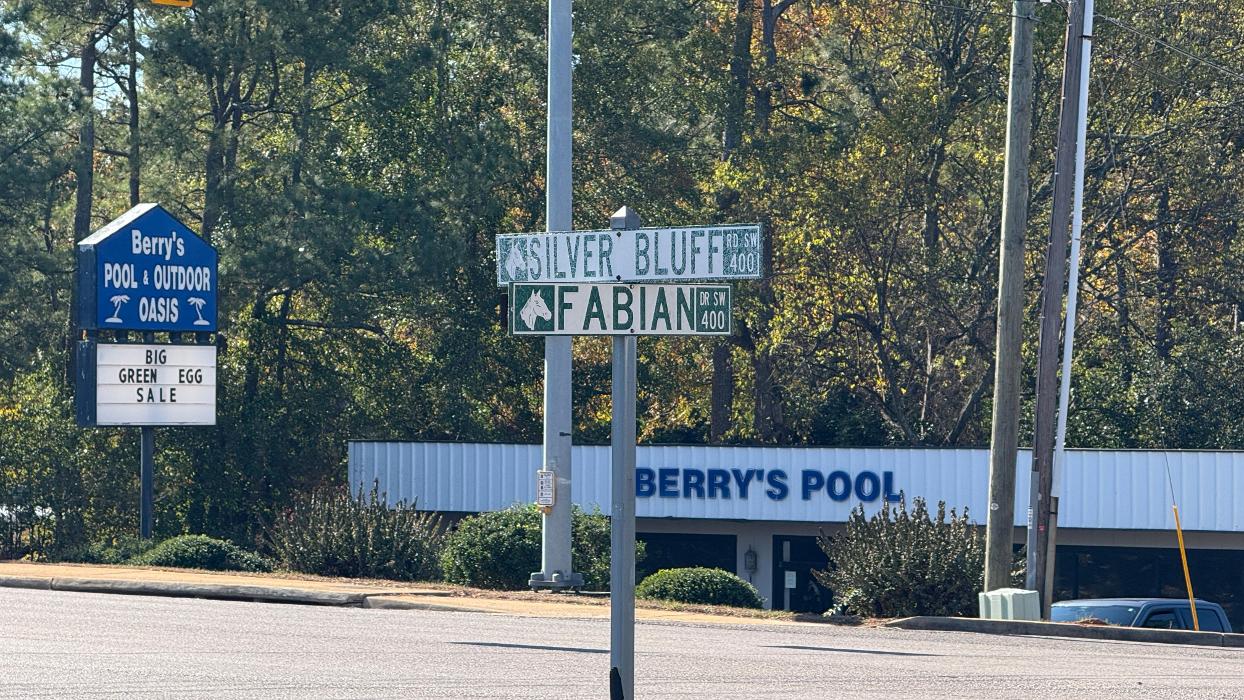 Berry's
POOL & OUTDOOR
OASIS
BIG
GREEN EGG
SALE
SILVER BLUFF RD SW
400
FABIAN DR SW
400
BERRY'S POOL